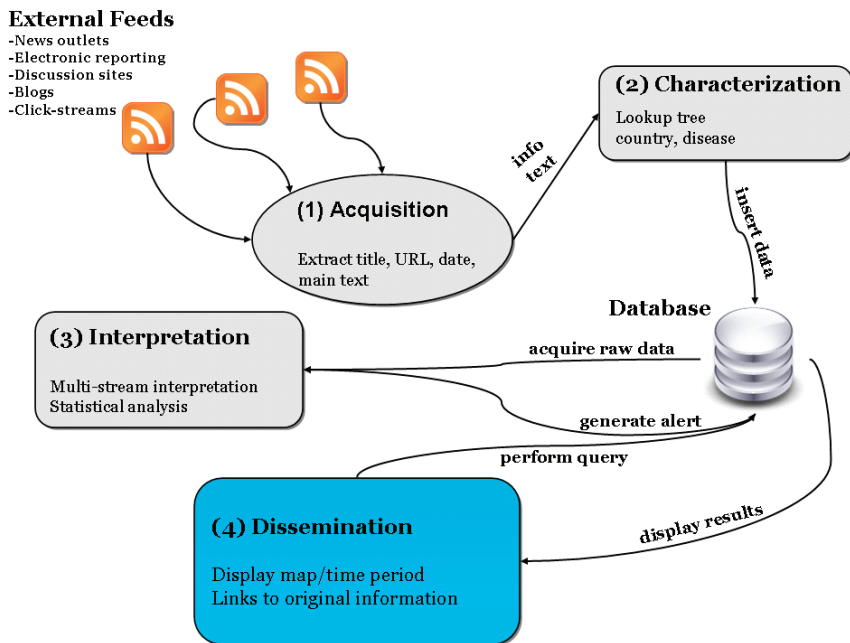 External Feeds
-News outlets
-Electronic reporting
-Discussion sites
-Blogs
-Click-streams
(1) Acquisition
Extract title, URL, date,
main text
info
text
(2) Characterization
Lookup tree
country, disease
insert data
Database
(3) Interpretation
Multi-stream interpretation
Statistical analysis
acquire raw data
generate alert
perform query
(4) Dissemination
Display map/time period
Links to original information
display results